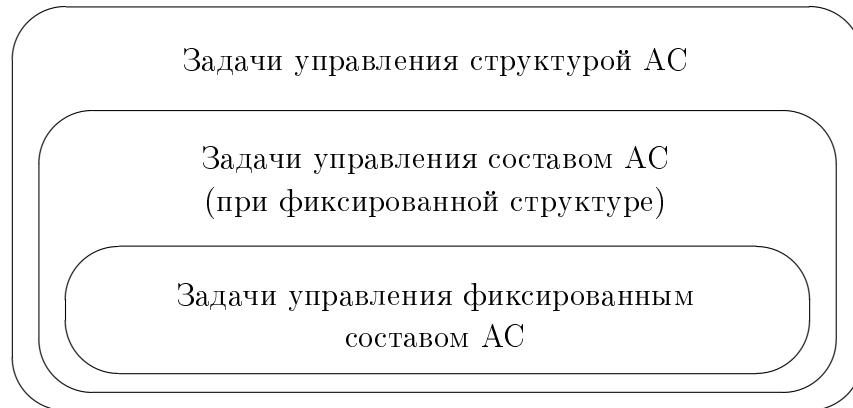 Задачи управления структурой АС
Задачи управления составом АС
(при фиксированной структуре)
Задачи управления фиксированным
составом АС